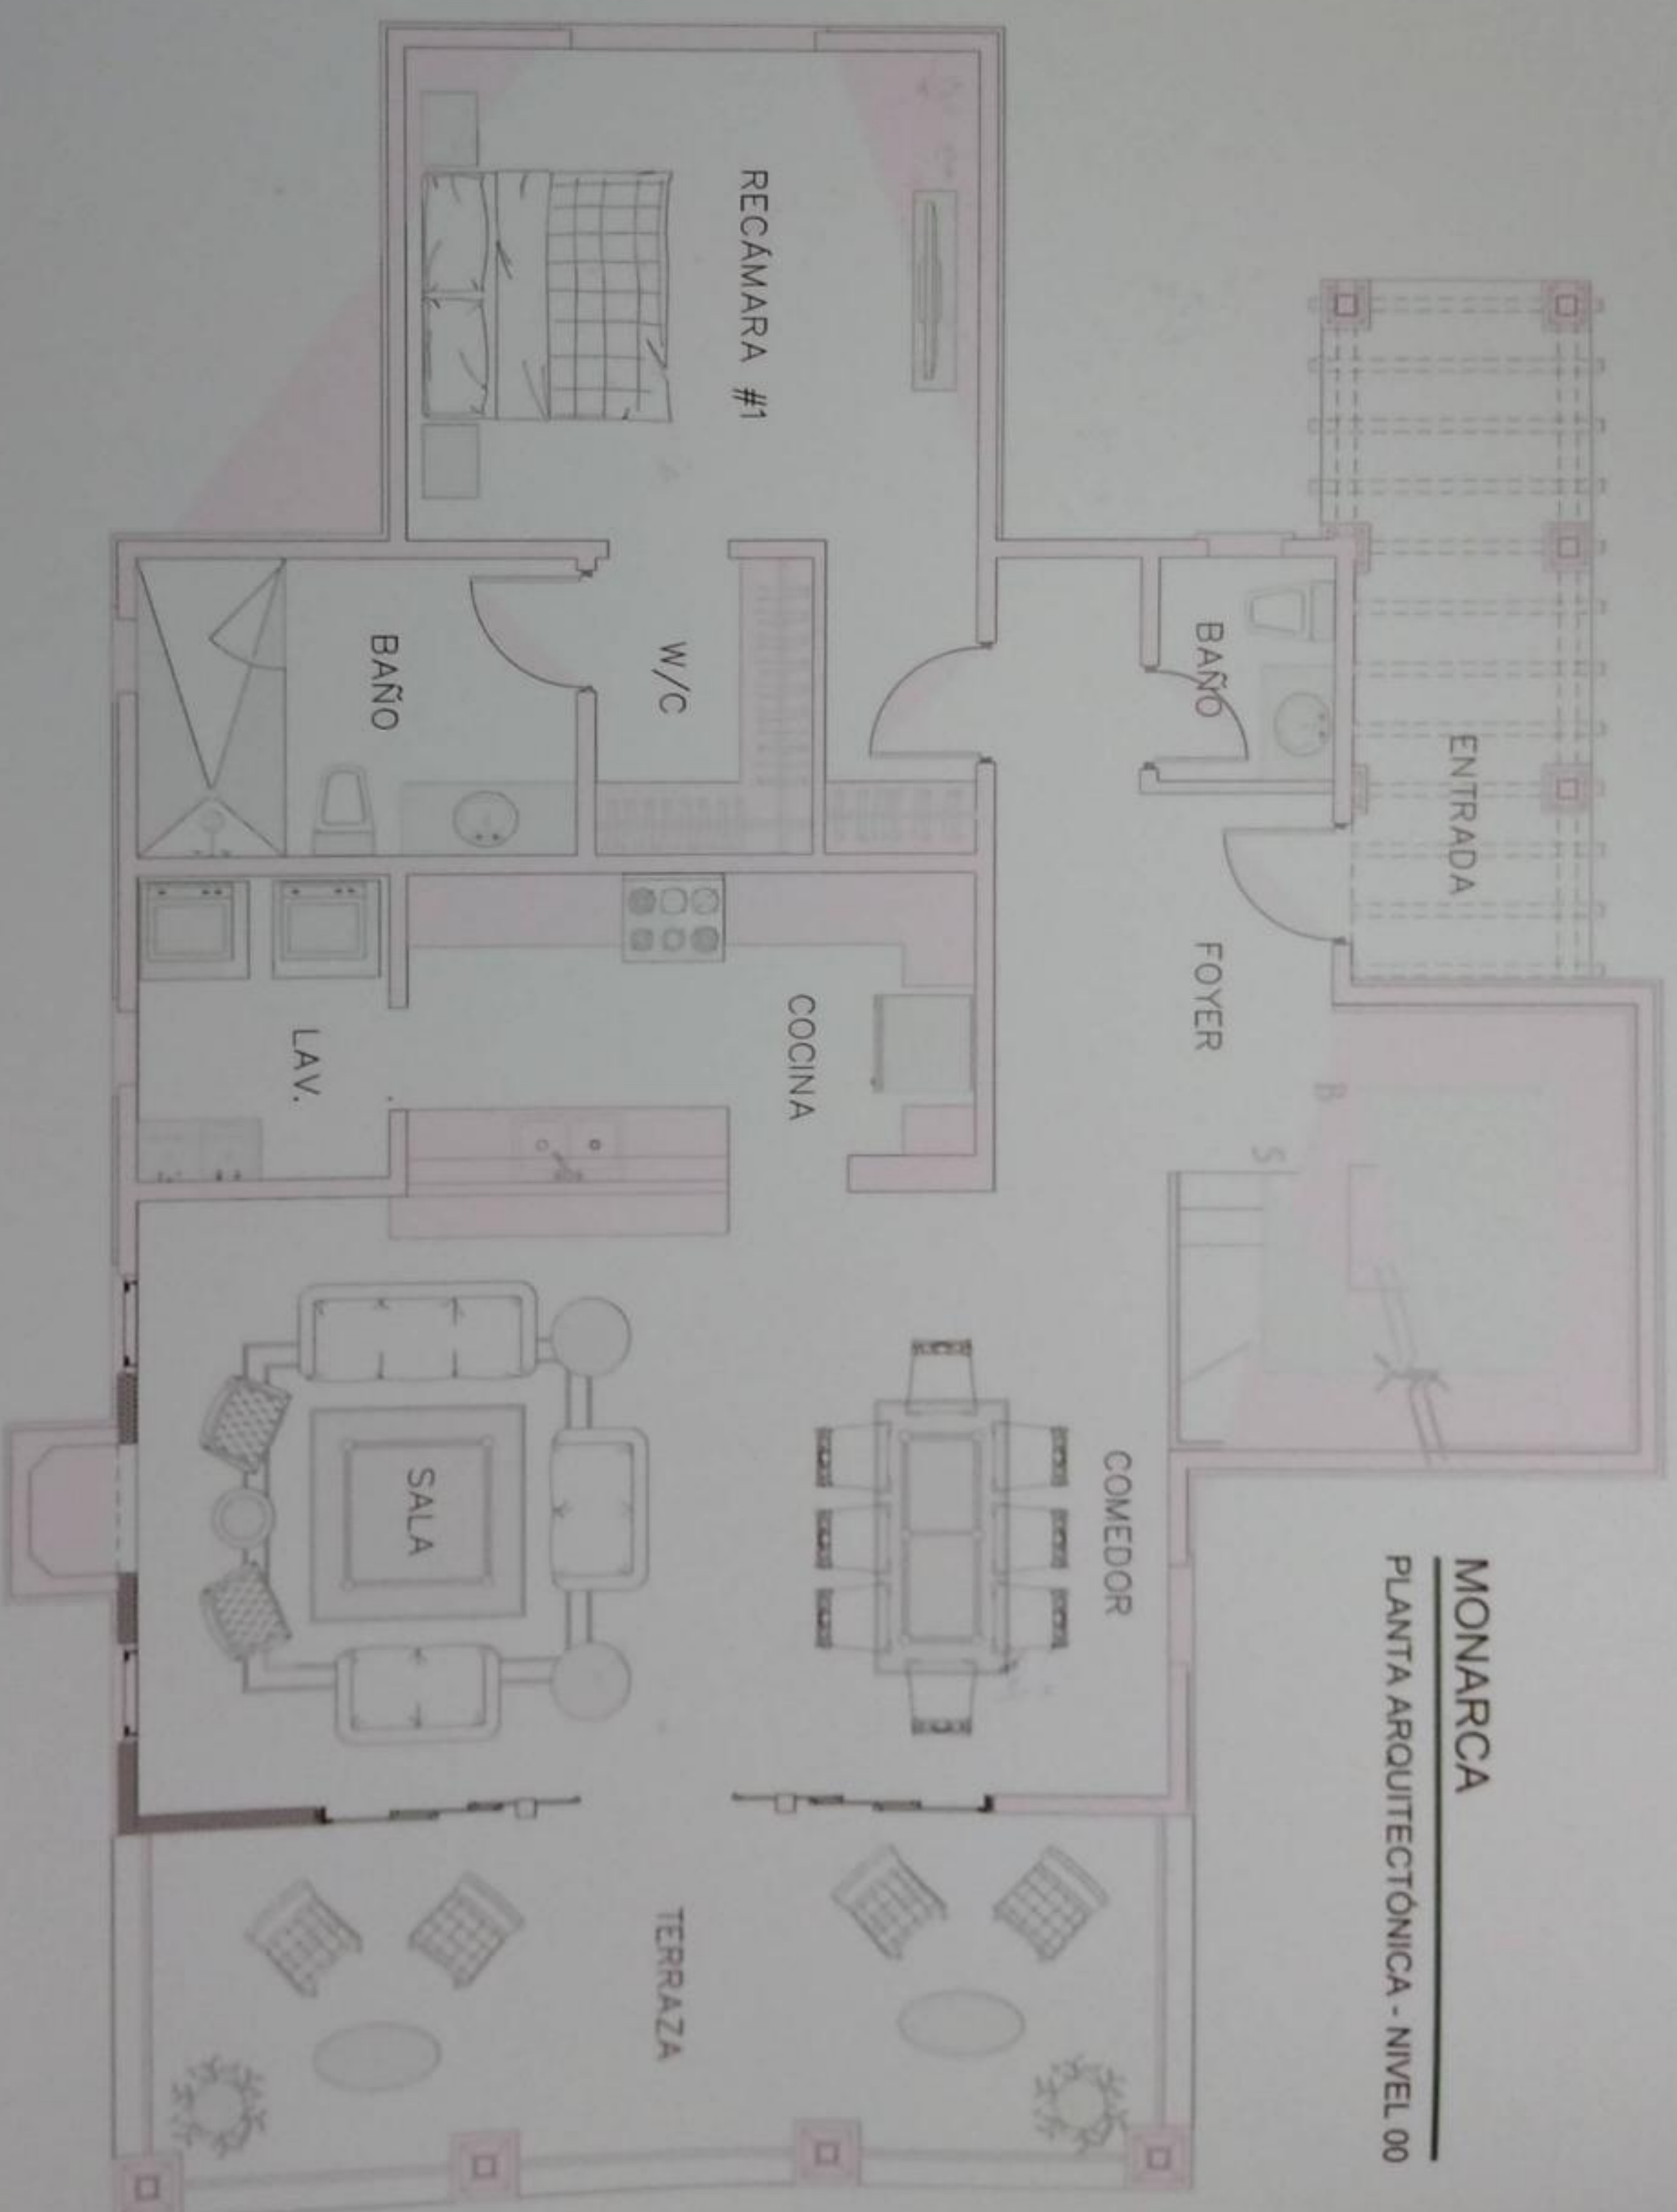 MONARCA
PLANTA ARQUITECTÓNICA - NIVEL 00
ENTRADA
BAÑO
FOYER
B
S
RECÁMARA #1
W/C
BAÑO
COCINA
LAV.
COMEDOR
SALA
TERRAZA